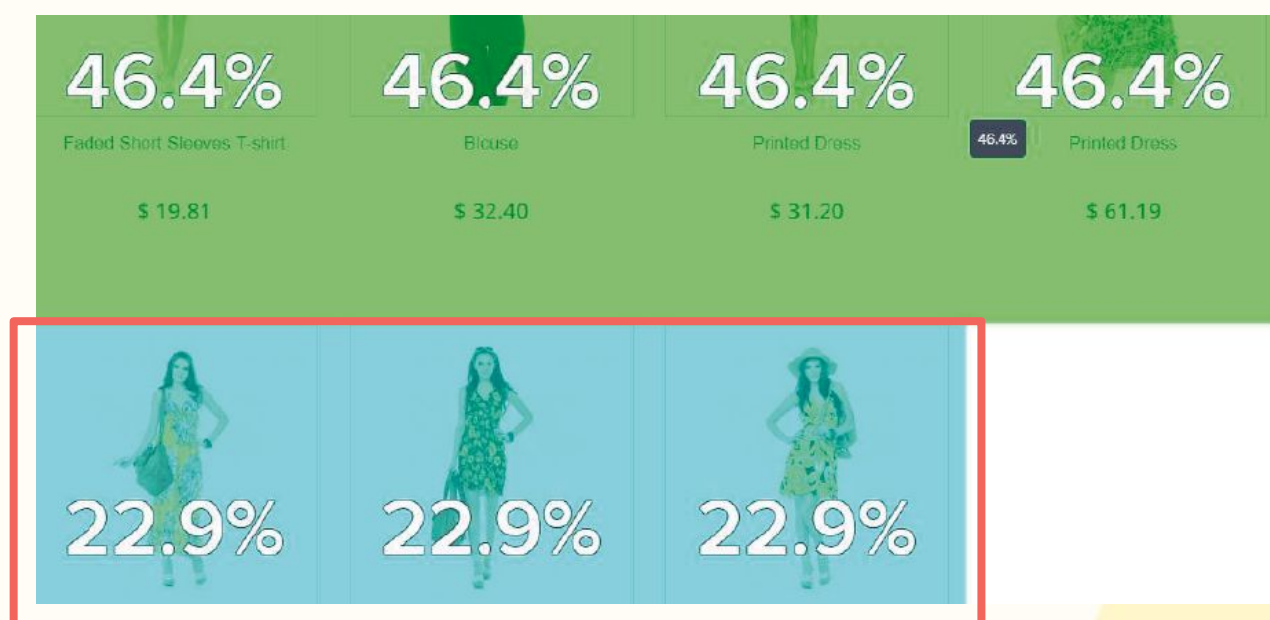 46.4% 46.4% 46.4% 46.4%
Faded Short Sleeves T-shirt Blouse Printed Dress 46.4% Printed Dress
$ 19.81 $ 32.40 $ 31.20 $ 61.19
22.9% 22.9% 22.9%